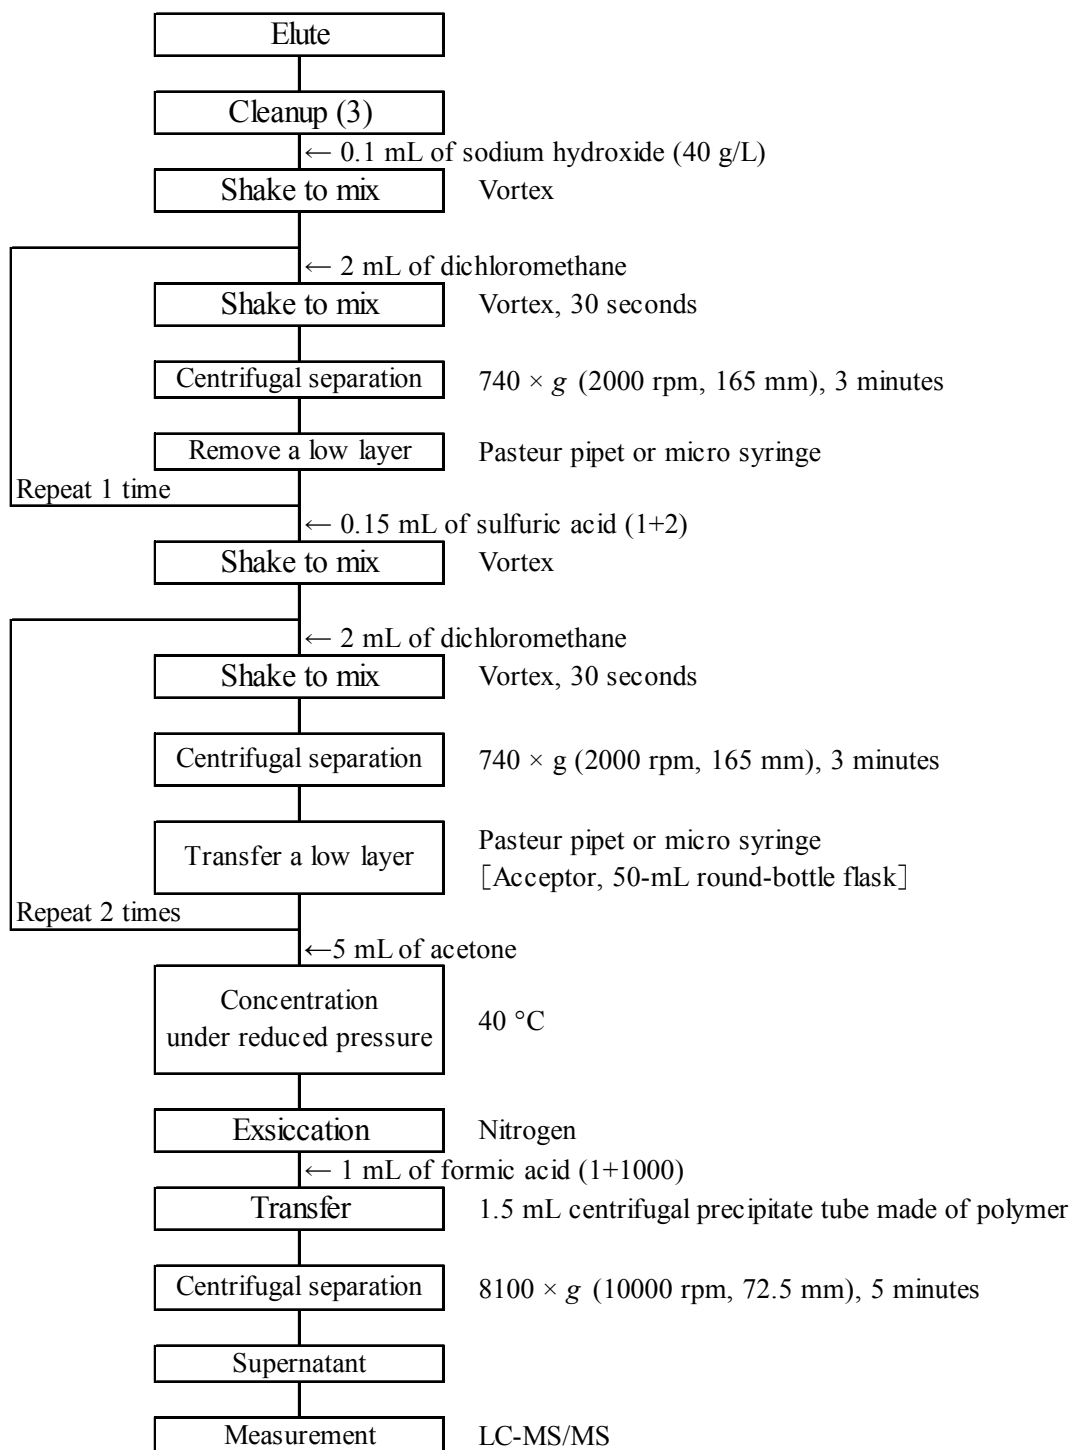 Elute
Cleanup (3)
← 0.1 mL of sodium hydroxide (40 g/L)
Shake to mix Vortex
← 2 mL of dichloromethane
Shake to mix Vortex, 30 seconds
Centrifugal separation 740 × g (2000 rpm, 165 mm), 3 minutes
Remove a low layer Pasteur pipet or micro syringe
Repeat 1 time
← 0.15 mL of sulfuric acid (1+2)
Shake to mix Vortex
← 2 mL of dichloromethane
Shake to mix Vortex, 30 seconds
Centrifugal separation 740 × g (2000 rpm, 165 mm), 3 minutes
Transfer a low layer
Pasteur pipet or micro syringe
[Acceptor, 50-mL round-bottle flask]
Repeat 2 times
←5 mL of acetone
Concentration
under reduced pressure
40 °C
Exsiccation Nitrogen
← 1 mL of formic acid (1+1000)
Transfer 1.5 mL centrifugal precipitate tube made of polymer
Centrifugal separation 8100 × g (10000 rpm, 72.5 mm), 5 minutes
Supernatant
Measurement LC-MS/MS